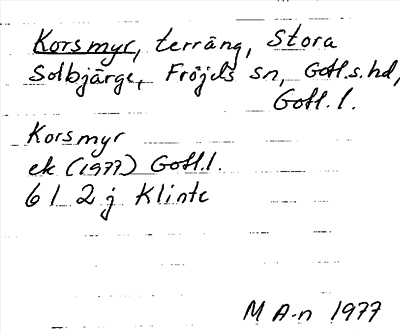 Korsmyr, terräng, Stora
Solbjärge, Fröjels sn, Gotl.s.hd,
Gotl. l.
Korsmyr
ek (1977) Gotl.l.
6 I 2 j Klinte
M A-n 1977